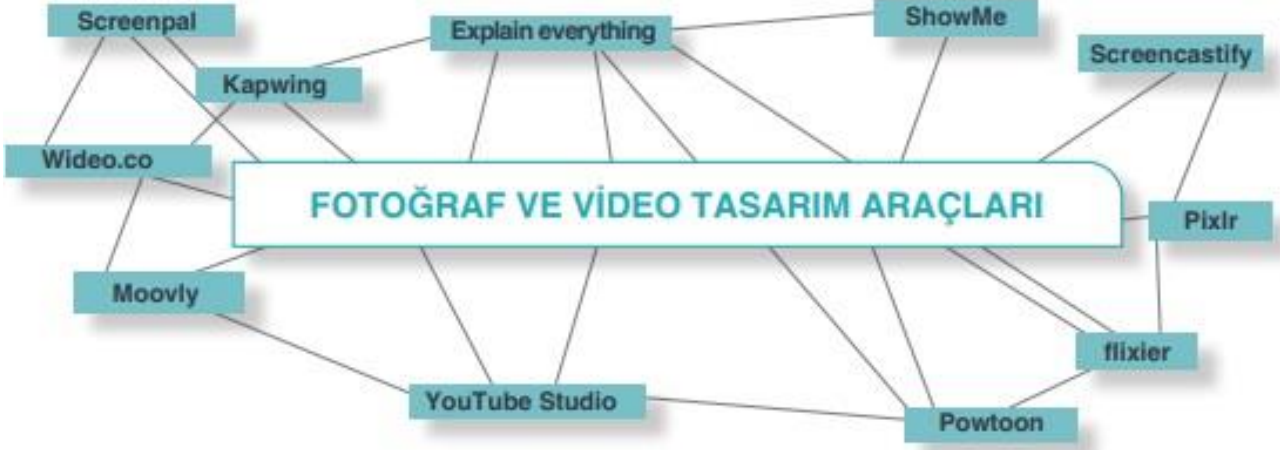 Screenpal
Explain everything
ShowMe
Screencastify
Kapwing
Wideo.co
FOTOĞRAF VE VİDEO TASARIM ARAÇLARI
Pixlr
Moovly
flixier
YouTube Studio
Powtoon